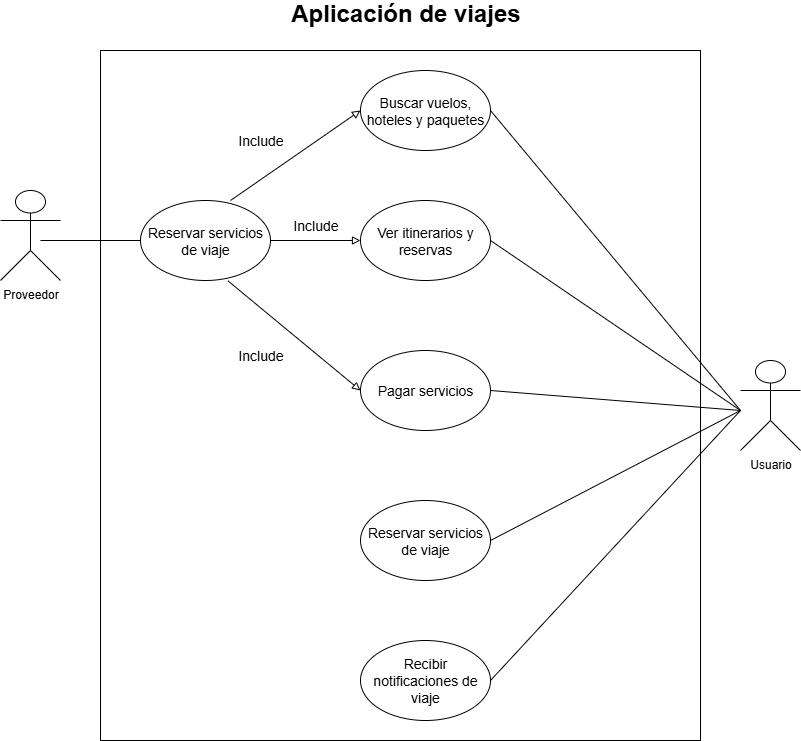 Aplicación de viajes
Buscar vuelos,
hoteles y paquetes
Include
Reservar servicios
de viaje
Include
Ver itinerarios y
reservas
Proveedor
Include
Pagar servicios
Usuario
Reservar servicios
de viaje
Recibir
notificaciones de
viaje